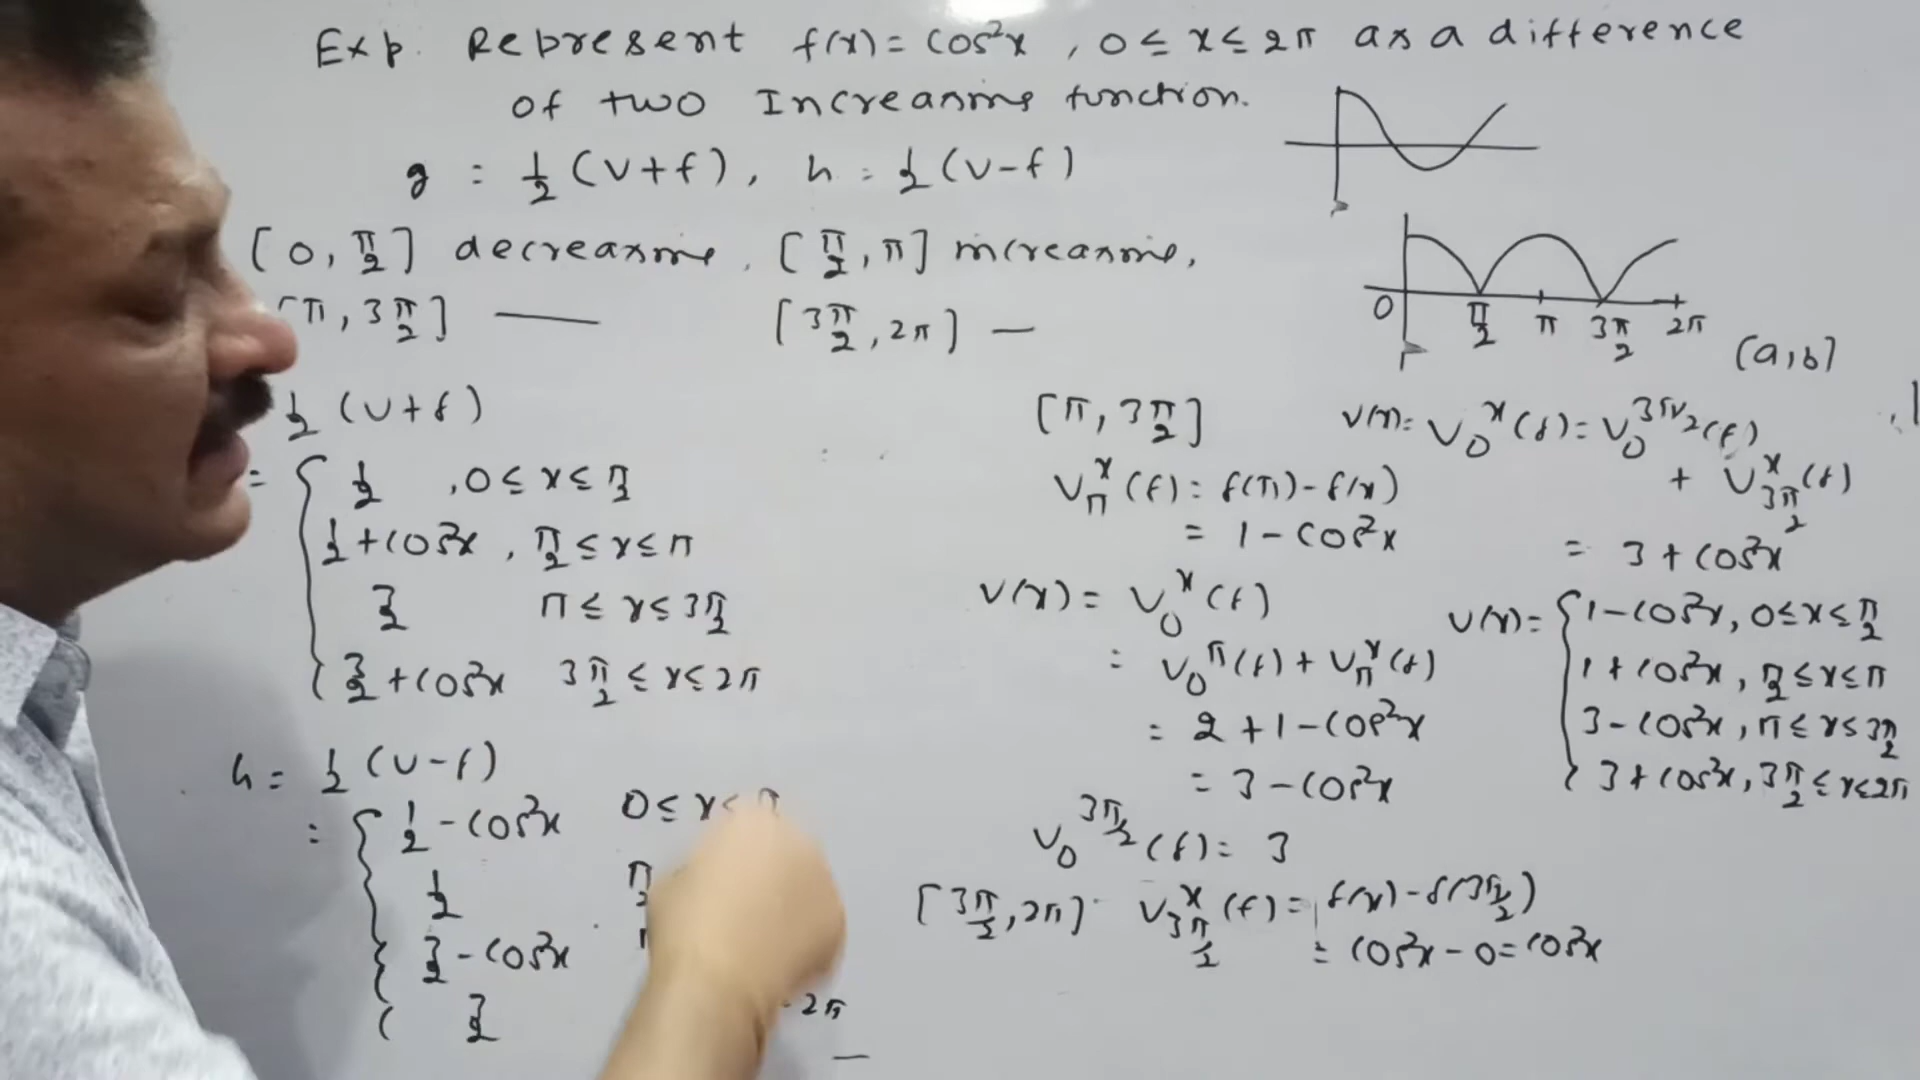 Exp. Represent f(x) = cos²x , 0 ≤ x ≤ 2π as a difference
of two Increasing function.
g = 1/2 (v+f), h = 1/2 (v-f)
[0, π/2] decreasing, [π/2, π] increasing,
[π, 3π/2] —— [3π/2, 2π] —
1/2 (v+f)
= { 1/2 , 0 ≤ x ≤ π/2
1/2 + cos²x , π/2 ≤ x ≤ π
3/2 π ≤ x ≤ 3π/2
3/2 + cos²x 3π/2 ≤ x ≤ 2π
h = 1/2 (v-f)
= { 1/2 - cos²x 0 ≤ x ≤
1/2 π/2
3/2 - cos²x π
3/2 2π
0 π/2 π 3π/2 2π
[a,b]
[π, 3π/2]
V_π^x (f) = f(π) - f(x)
= 1 - cos²x
v(x) = V_0^x (f)
= V_0^π (f) + V_π^x (f)
= 2 + 1 - cos²x
= 3 - cos²x
V_0^{3π/2} (f) = 3
[3π/2, 2π] V_{3π/2}^x (f) = f(x) - f(3π/2)
= cos²x - 0 = cos²x
v(x) = V_0^x (f) = V_0^{3π/2} (f)
+ V_{3π/2}^x (f)
= 3 + cos²x
v(x) = { 1 - cos²x, 0 ≤ x ≤ π/2
1 + cos²x, π/2 ≤ x ≤ π
3 - cos²x, π ≤ x ≤ 3π/2
3 + cos²x, 3π/2 ≤ x ≤ 2π